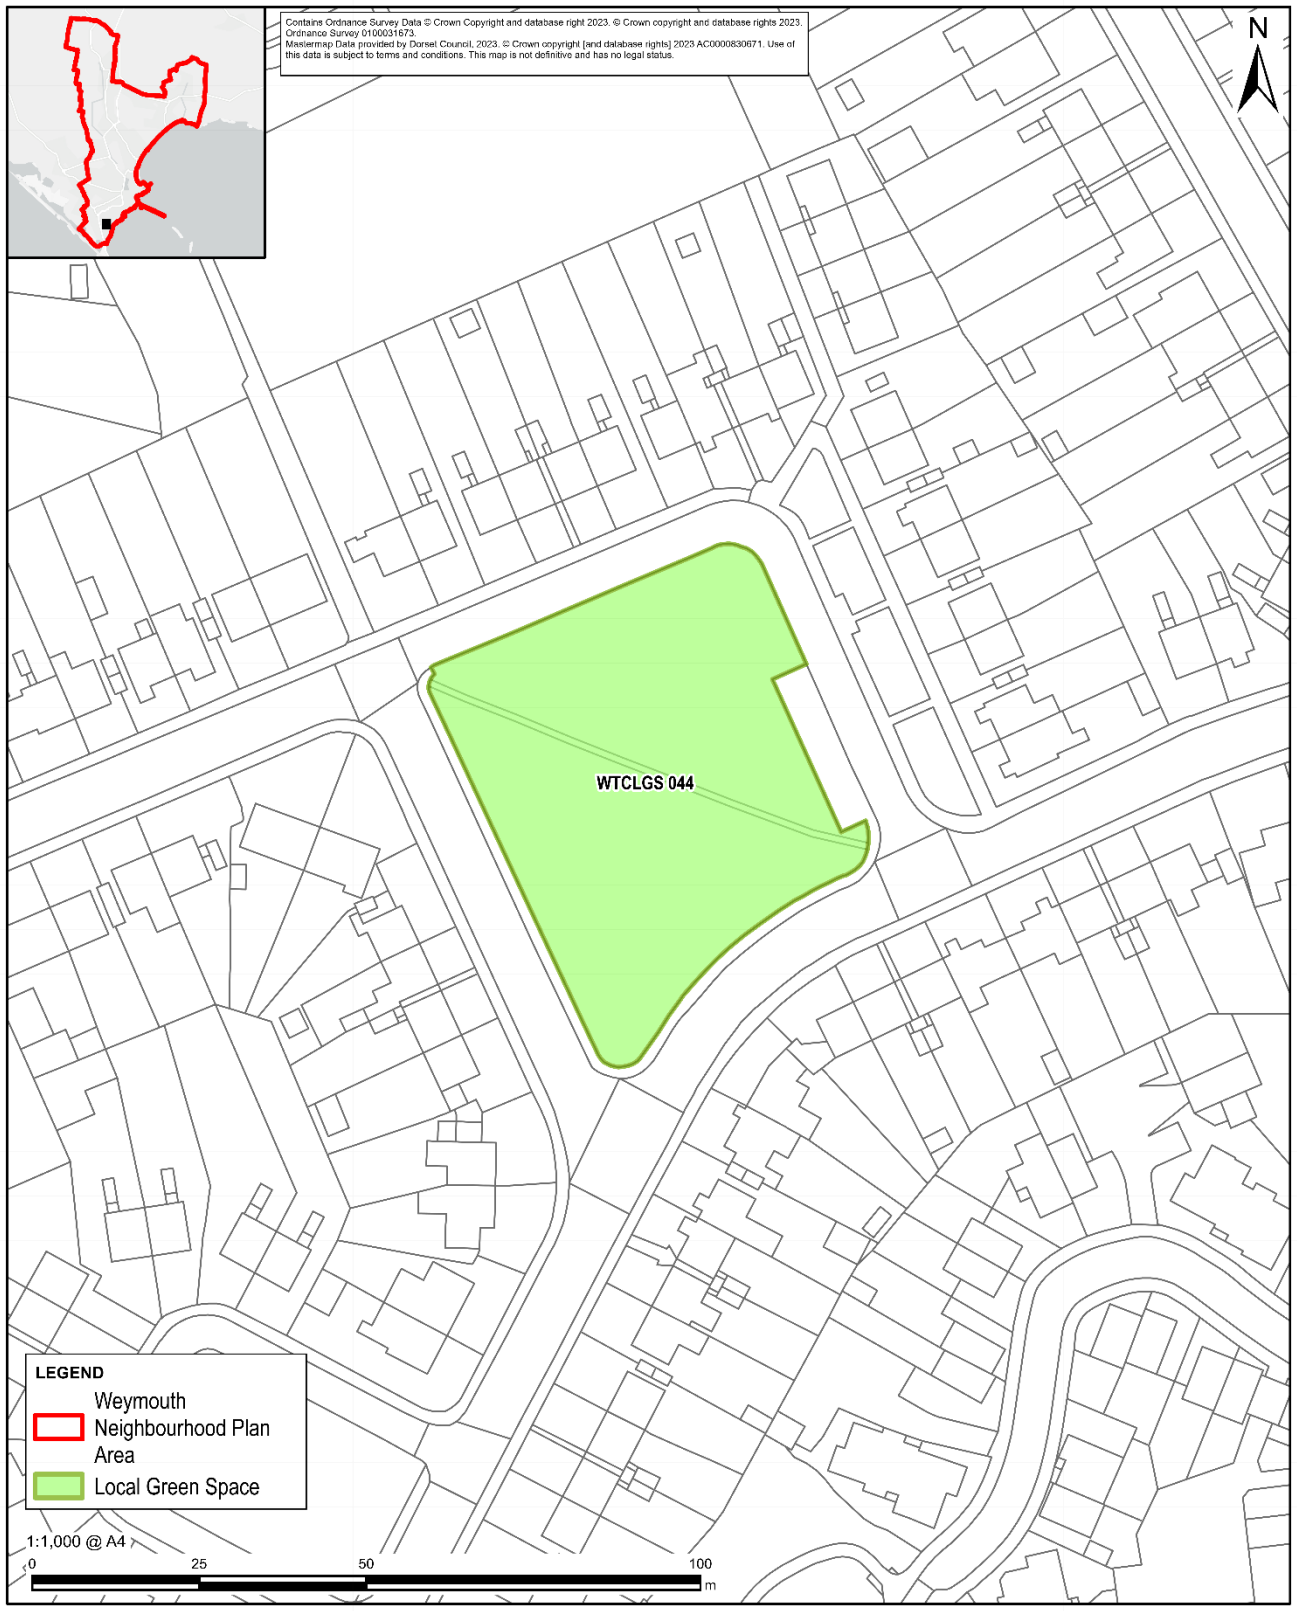 Contains Ordnance Survey Data © Crown Copyright and database right 2023. © Crown copyright and database rights 2023.
Ordnance Survey 0100031673.
Mastermap Data provided by Dorset Council, 2023. © Crown copyright [and database rights] 2023 AC0000830671. Use of
this data is subject to terms and conditions. This map is not definitive and has no legal status.
N
WTCLGS 044
LEGEND
Weymouth
Neighbourhood Plan
Area
Local Green Space
1:1,000 @ A4
0 25 50 100
m